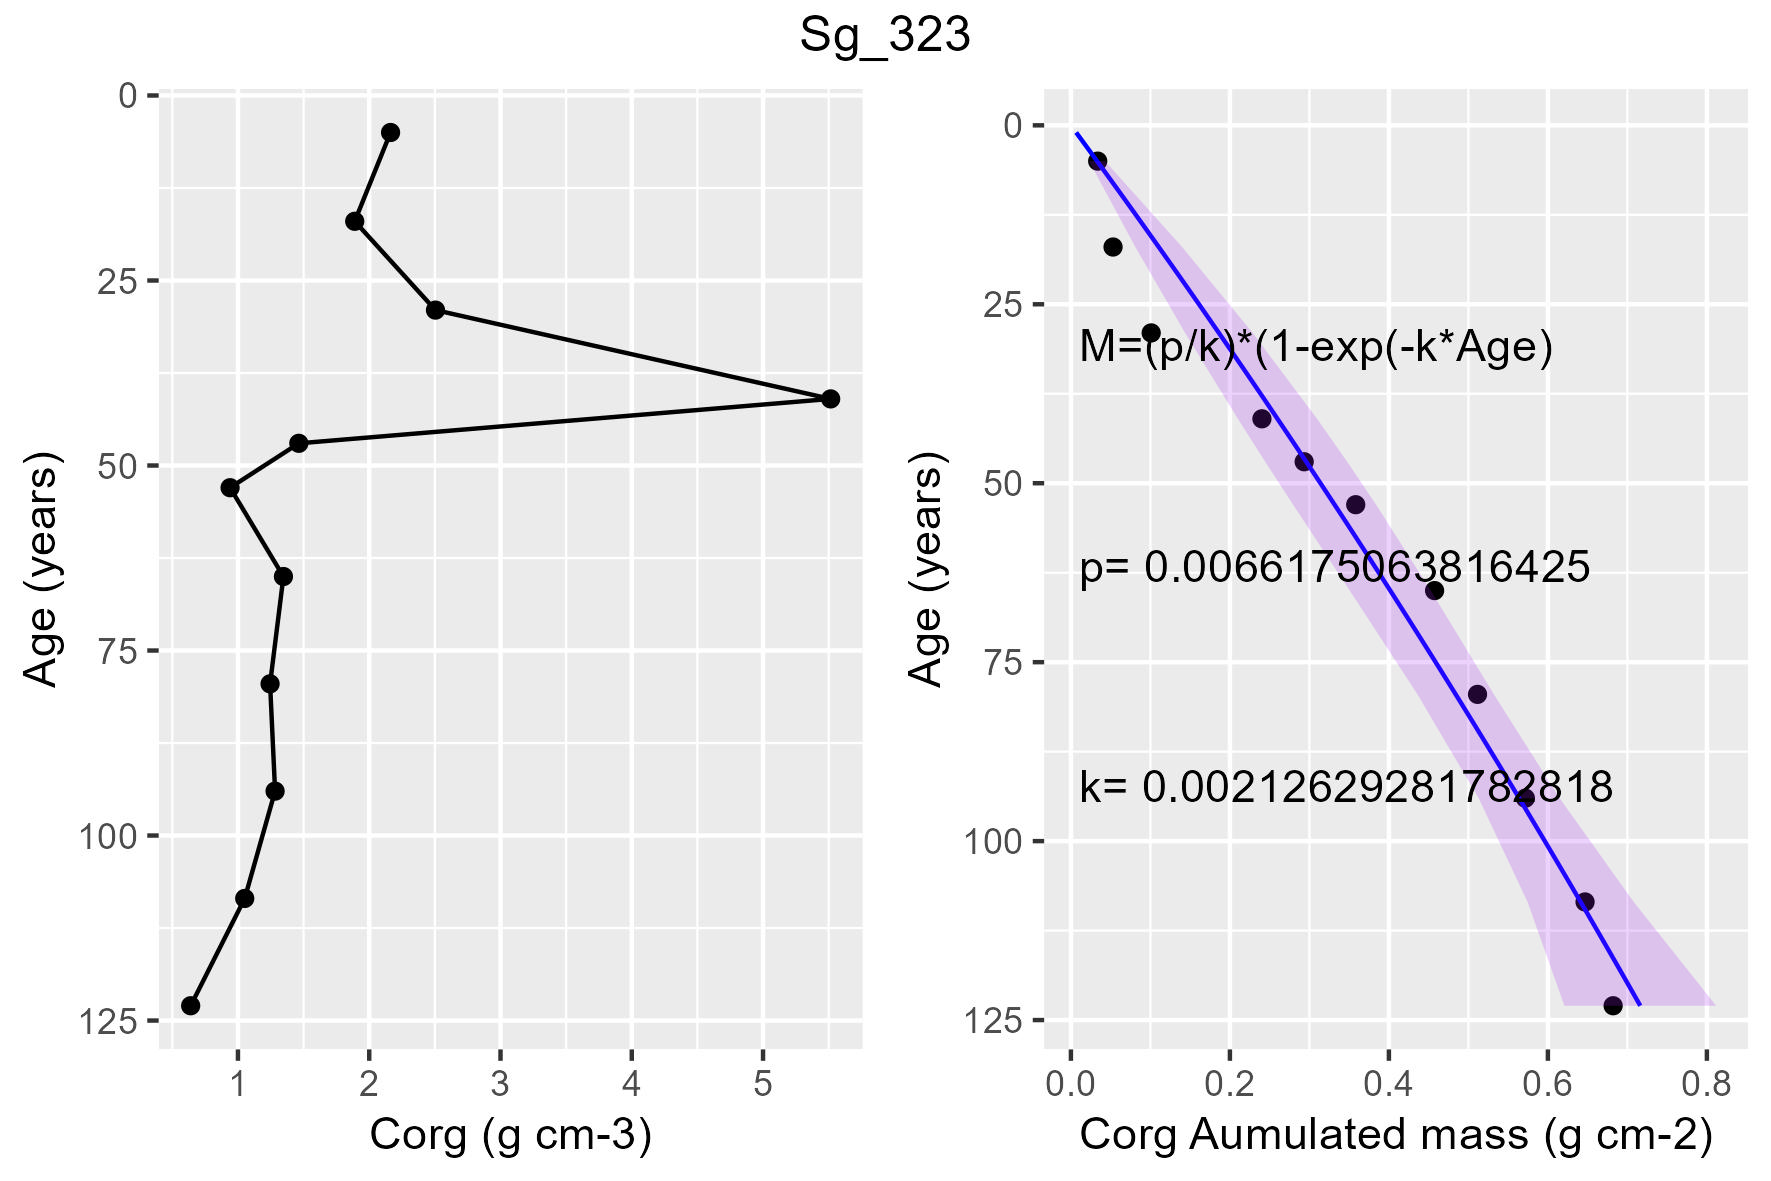 Sg_323
0
25
50
75
100
125
Age (years)
1 2 3 4 5
Corg (g cm-3)
0
25
50
75
100
125
Age (years)
M=(p/k)*(1-exp(-k*Age)
p= 0.0066175063816425
k= 0.00212629281782818
0.0 0.2 0.4 0.6 0.8
Corg Aumulated mass (g cm-2)